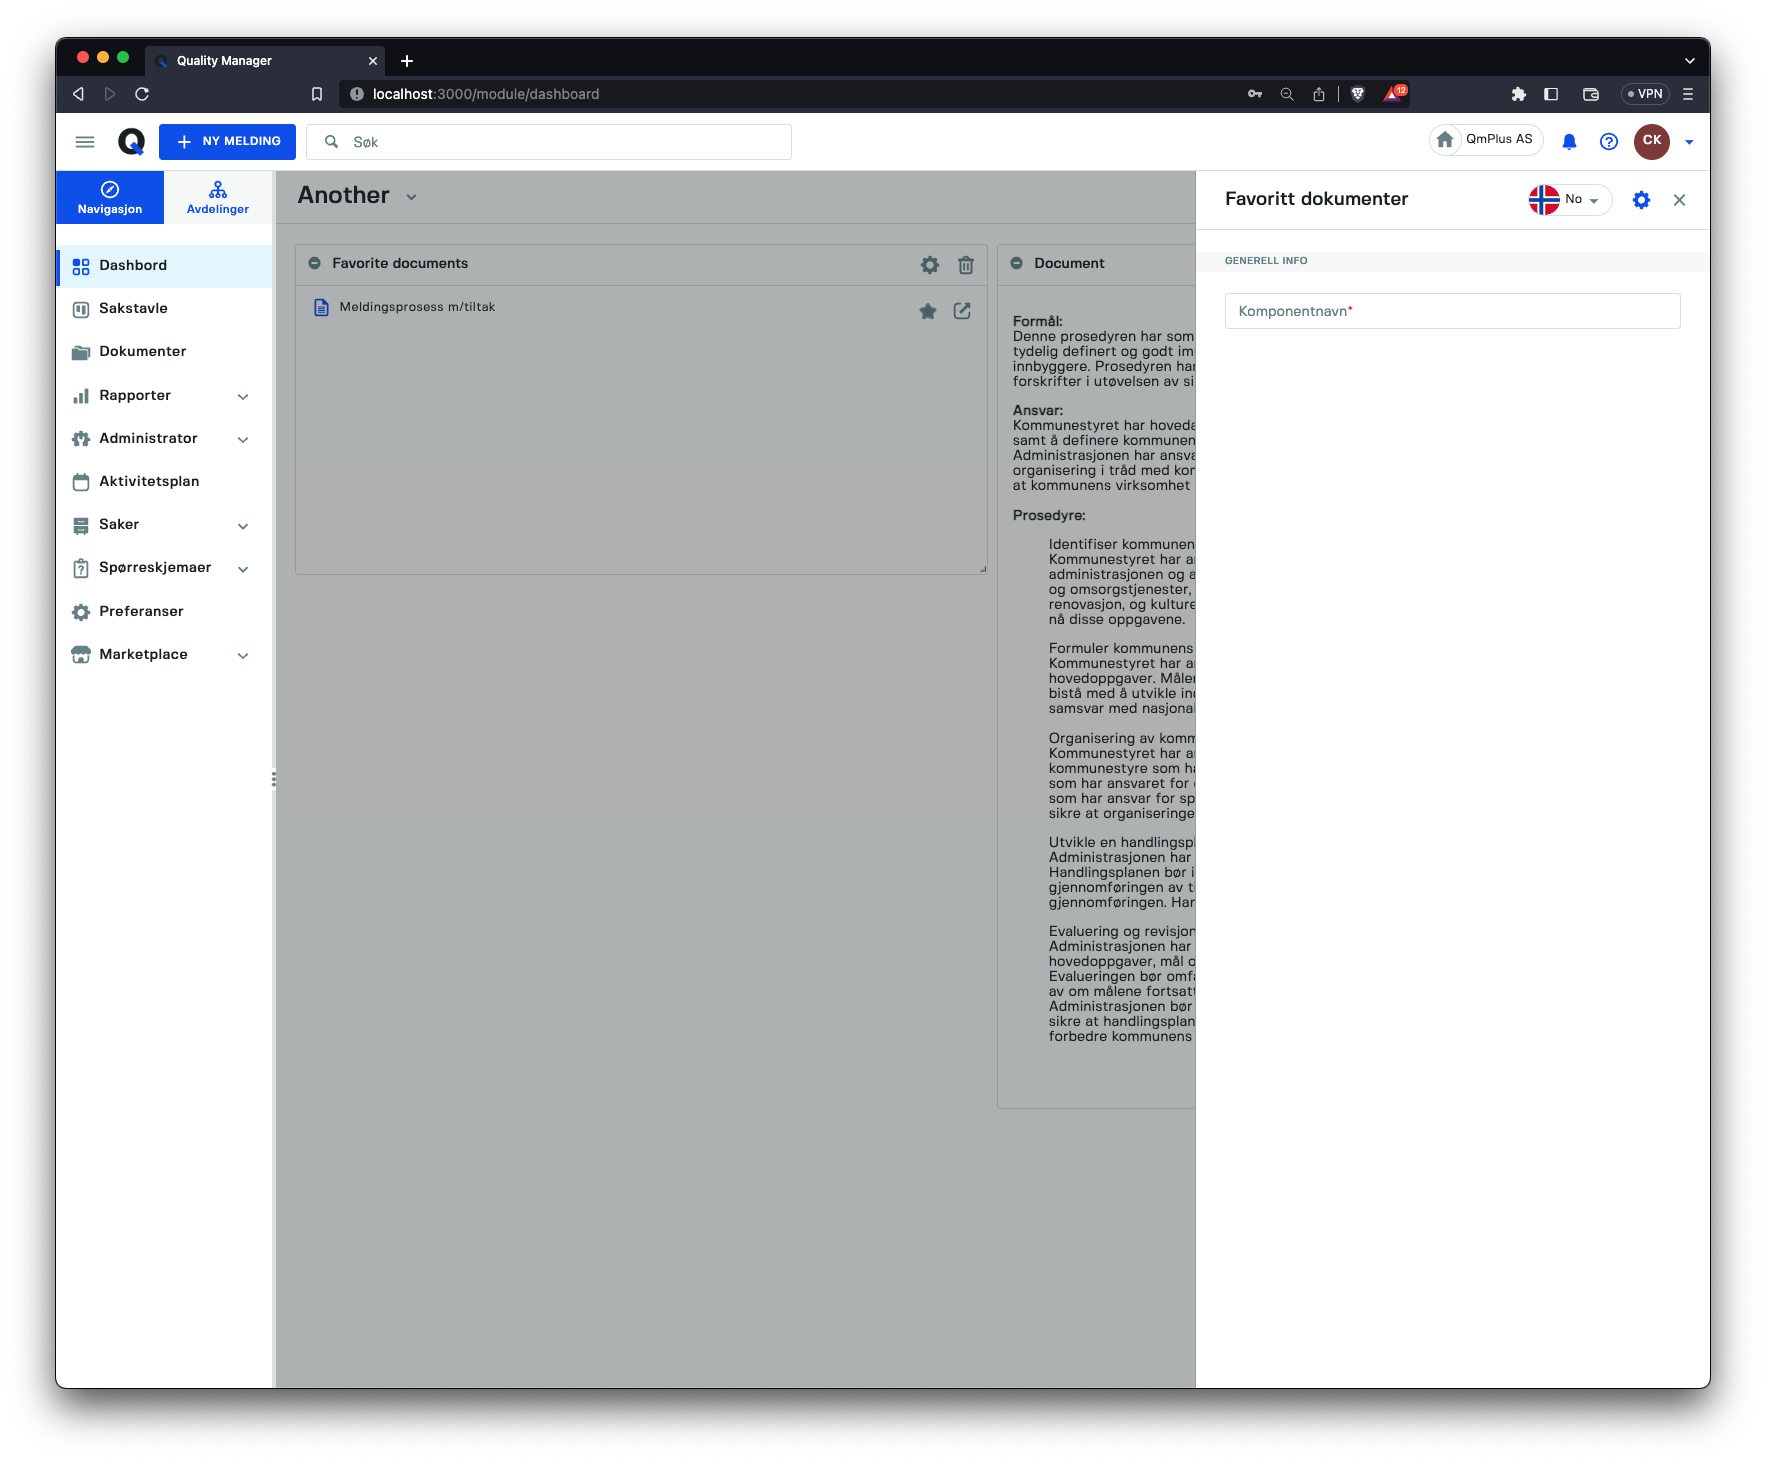 Quality Manager
localhost:3000/module/dashboard
12
VPN
NY MELDING
Søk
QmPlus AS
CK
Navigasjon
Avdelinger
Dashbord
Sakstavle
Dokumenter
Rapporter
Administrator
Aktivitetsplan
Saker
Spørreskjemaer
Preferanser
Marketplace
Another
Favorite documents
Meldingsprosess m/tiltak
Document
Formål:
Denne prosedyren har som
tydelig definert og godt im
innbyggere. Prosedyren har
forskrifter i utøvelsen av si
Ansvar:
Kommunestyret har hoveda
samt å definere kommunen
Administrasjonen har ansva
organisering i tråd med kom
at kommunens virksomhet
Prosedyre:
Identifiser kommunen
Kommunestyret har a
administrasjonen og a
og omsorgstjenester,
renovasjon, og kulture
nå disse oppgavene.
Formuler kommunens
Kommunestyret har a
hovedoppgaver. Måler
bistå med å utvikle ind
samsvar med nasjonal
Organisering av komm
Kommunestyret har a
kommunestyre som ha
som har ansvaret for
som har ansvar for sp
sikre at organiseringe
Utvikle en handlingspl
Administrasjonen har
Handlingsplanen bør i
gjennomføringen av ti
gjennomføringen. Har
Evaluering og revisjon
Administrasjonen har
hovedoppgaver, mål o
Evalueringen bør omfa
av om målene fortsatt
Administrasjonen bør
sikre at handlingsplan
forbedre kommunens
Favoritt dokumenter
No
GENERELL INFO
Komponentnavn*